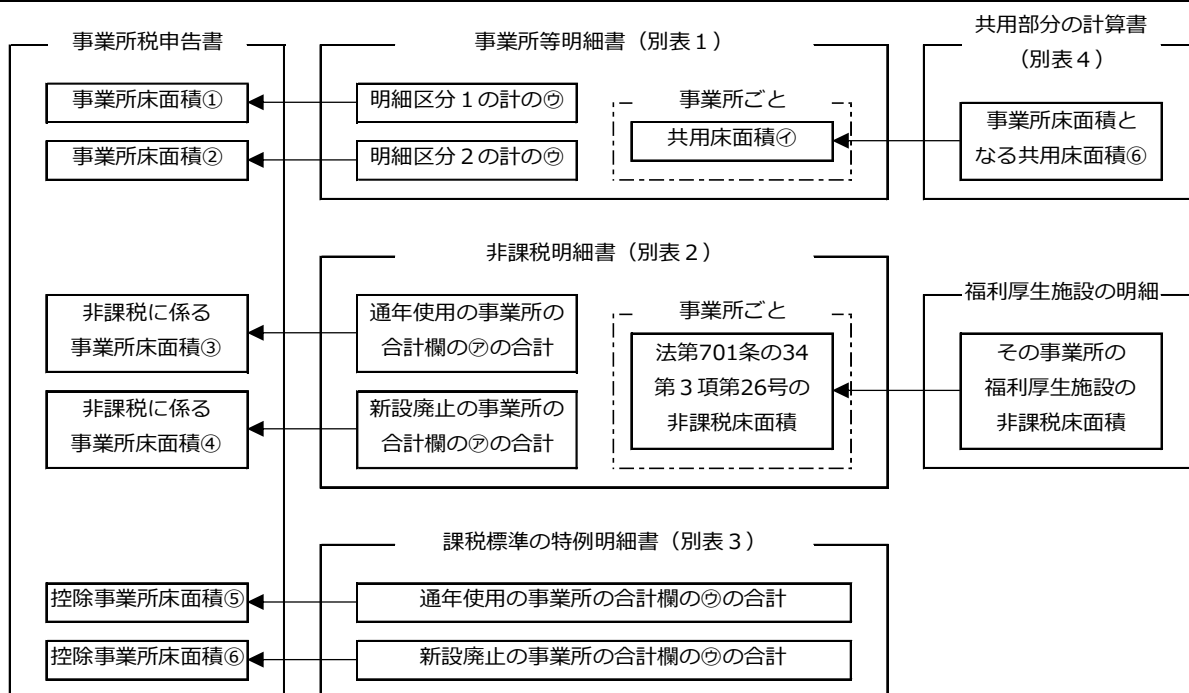 事業所税申告書
事業所床面積①
事業所床面積②
非課税に係る
事業所床面積③
非課税に係る
事業所床面積④
控除事業所床面積⑤
控除事業所床面積⑥
事業所等明細書（別表１）
明細区分１の計の㋒
明細区分２の計の㋒
事業所ごと
共用床面積㋑
共用部分の計算書
（別表４）
事業所床面積と
なる共用床面積⑥
非課税明細書（別表２）
通年使用の事業所の
合計欄の㋐の合計
新設廃止の事業所の
合計欄の㋐の合計
事業所ごと
法第701条の34
第３項第26号の
非課税床面積
福利厚生施設の明細
その事業所の
福利厚生施設の
非課税床面積
課税標準の特例明細書（別表３）
通年使用の事業所の合計欄の㋒の合計
新設廃止の事業所の合計欄の㋒の合計